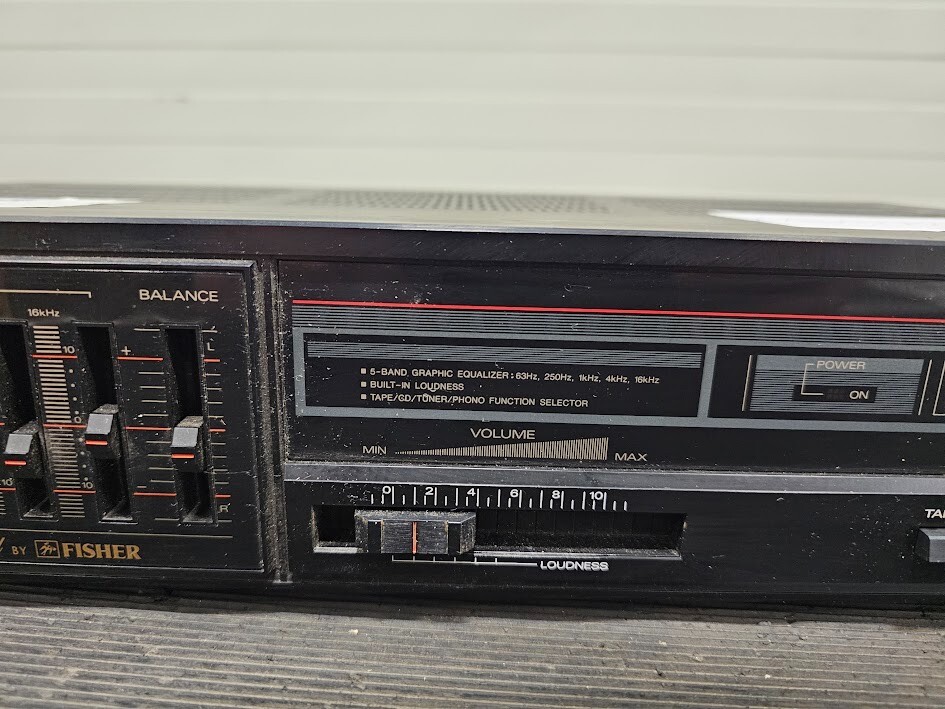 BALANCE
16kHz
10
+
L
0
10
10
R
BY FISHER
5-BAND GRAPHIC EQUALIZER : 63Hz, 250Hz, 1kHz, 4kHz, 16kHz
BUILT-IN LOUDNESS
TAPE/CD/TUNER/PHONO FUNCTION SELECTOR
POWER
ON
VOLUME
MIN
MAX
0 2 4 6 8 10
LOUDNESS